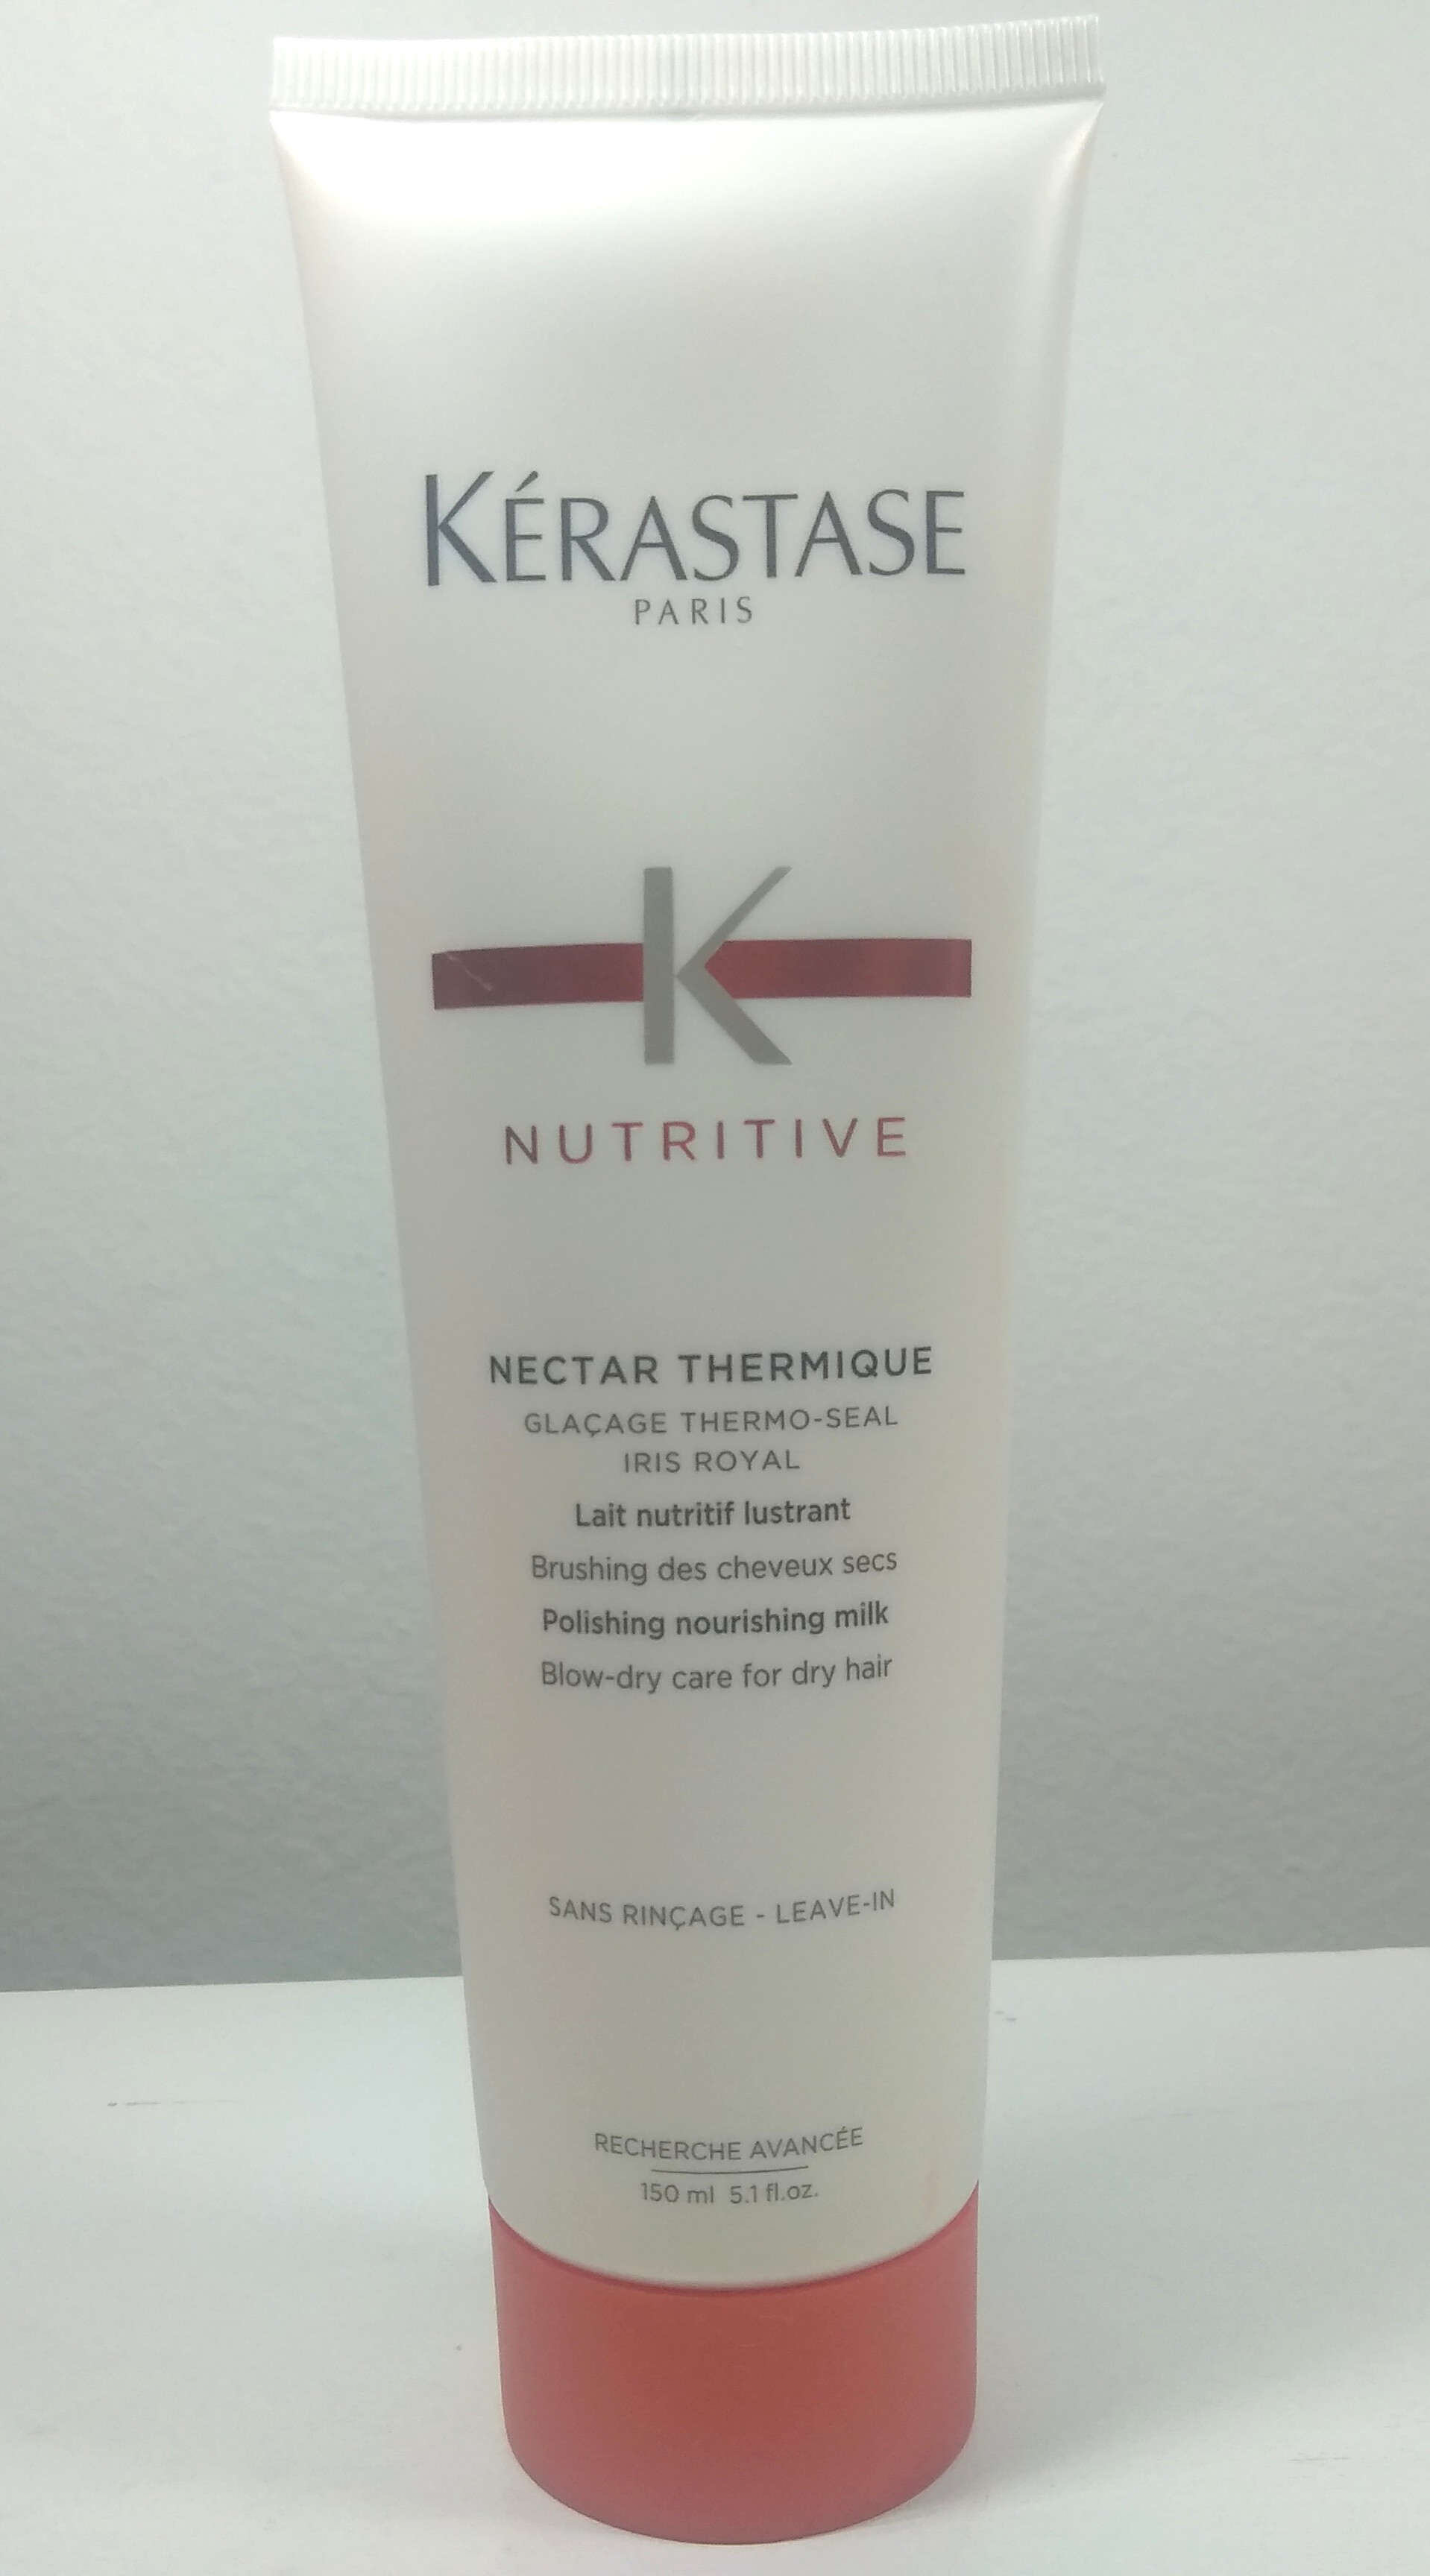 KÉRASTASE
PARIS
K
NUTRITIVE
NECTAR THERMIQUE
GLAÇAGE THERMO-SEAL
IRIS ROYAL
Lait nutritif lustrant
Brushing des cheveux secs
Polishing nourishing milk
Blow-dry care for dry hair
SANS RINÇAGE - LEAVE-IN
RECHERCHE AVANCÉE
150 ml 5.1 fl.oz.